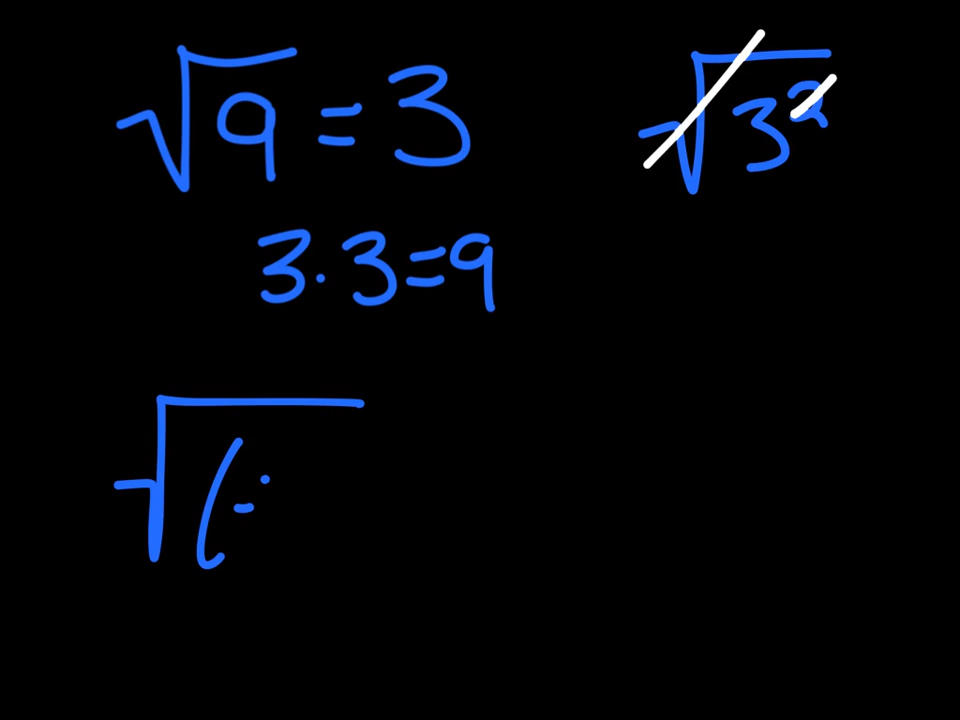 √9 = 3
√3²
3·3=9
√(-